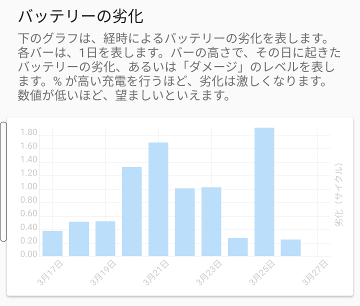 バッテリーの劣化
下のグラフは、経時によるバッテリーの劣化を表します。
各バーは、1日を表します。バーの高さで、その日に起きた
バッテリーの劣化、あるいは「ダメージ」のレベルを表し
ます。% が高い充電を行うほど、劣化は激しくなります。
数値が低いほど、望ましいといえます。
1.80
1.60
1.40
1.20
1.00
0.80
0.60
0.40
0.20
0.00
劣化（サイクル）
3月17日
3月19日
3月21日
3月23日
3月25日
3月27日